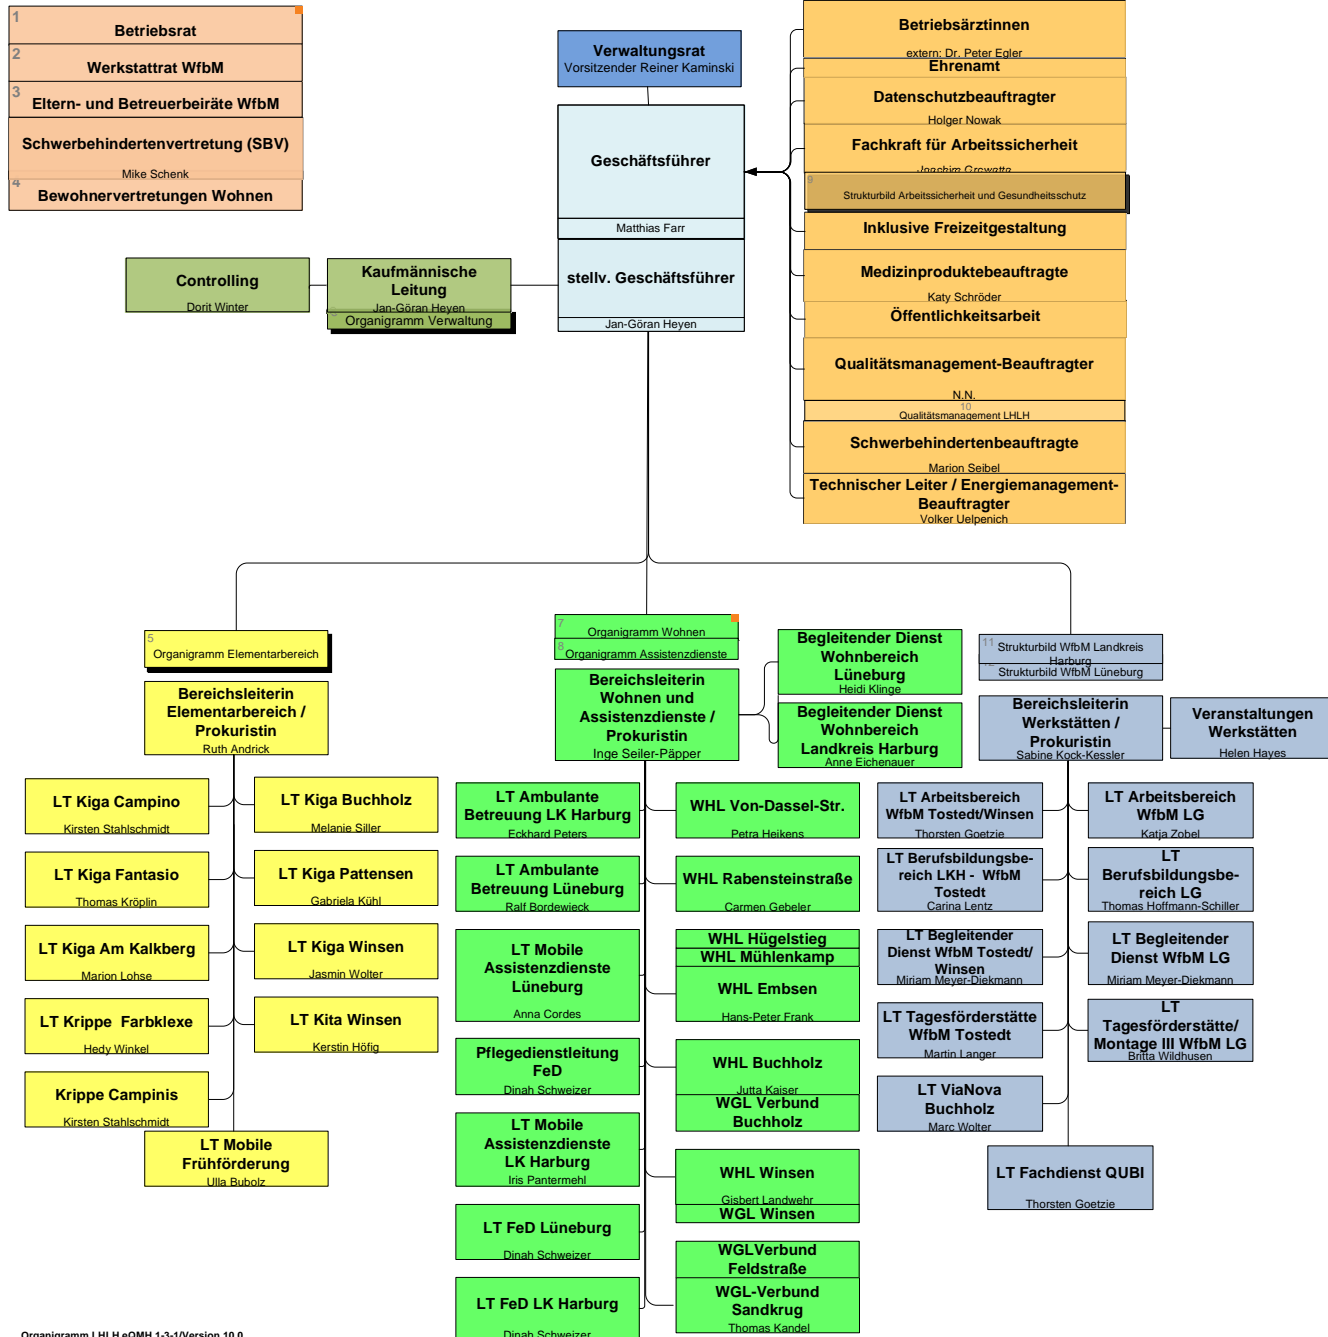 1
Betriebsrat
2
Werkstattrat WfbM
3
Eltern- und Betreuerbeiräte WfbM
Schwerbehindertenvertretung (SBV)
Mike Schenk
4
Bewohnervertretungen Wohnen
Verwaltungsrat
Vorsitzender Reiner Kaminski
Geschäftsführer
Matthias Farr
stellv. Geschäftsführer
Jan-Göran Heyen
Controlling
Dorit Winter
Kaufmännische
Leitung
Jan-Göran Heyen
Organigramm Verwaltung
Betriebsärztinnen
extern: Dr. Peter Egler
Ehrenamt
Datenschutzbeauftragter
Holger Nowak
Fachkraft für Arbeitssicherheit
Joachim
9
Strukturbild Arbeitssicherheit und Gesundheitsschutz
Inklusive Freizeitgestaltung
Medizinproduktebeauftragte
Katy Schröder
Öffentlichkeitsarbeit
Qualitätsmanagement-Beauftragter
N.N.
10
Qualitätsmanagement LHLH
Schwerbehindertenbeauftragte
Marion Seibel
Technischer Leiter / Energiemanagement-
Beauftragter
Volker Uelpenich
5
Organigramm Elementarbereich
Bereichsleiterin
Elementarbereich /
Prokuristin
Ruth Andrick
LT Kiga Campino
Kirsten Stahlschmidt
LT Kiga Buchholz
Melanie Siller
LT Kiga Fantasio
Thomas Kröplin
LT Kiga Pattensen
Gabriela Kühl
LT Kiga Am Kalkberg
Marion Lohse
LT Kiga Winsen
Jasmin Wolter
LT Krippe  Farbklexe
Hedy Winkel
LT Kita Winsen
Kerstin Höfig
Krippe Campinis
Kirsten Stahlschmidt
LT Mobile
Frühförderung
Ulla Bubolz
7
Organigramm Wohnen
8
Organigramm Assistenzdienste
Bereichsleiterin
Wohnen und
Assistenzdienste /
Prokuristin
Inge Seiler-Päpper
Begleitender Dienst
Wohnbereich
Lüneburg
Heidi Klinge
Begleitender Dienst
Wohnbereich
Landkreis Harburg
Anne Eichenauer
LT Ambulante
Betreuung LK Harburg
Eckhard Peters
LT Ambulante
Betreuung Lüneburg
Ralf Bordewieck
LT Mobile
Assistenzdienste
Lüneburg
Anna Cordes
Pflegedienstleitung
FeD
Dinah Schweizer
LT Mobile
Assistenzdienste
LK Harburg
Iris Pantermehl
LT FeD Lüneburg
Dinah Schweizer
LT FeD LK Harburg
Dinah Schweizer
WHL Von-Dassel-Str.
Petra Heikens
WHL Rabensteinstraße
Carmen Gebeler
WHL Hügelstieg
WHL Mühlenkamp
WHL Embsen
Hans-Peter Frank
WHL Buchholz
Jutta Kaiser
WGL Verbund
Buchholz
WHL Winsen
Gisbert Landwehr
WGL Winsen
WGLVerbund
Feldstraße
WGL-Verbund
Sandkrug
Thomas Kandel
11
Strukturbild WfbM Landkreis
Harburg
Strukturbild WfbM Lüneburg
Bereichsleiterin
Werkstätten /
Prokuristin
Sabine Kock-Kessler
Veranstaltungen
Werkstätten
Helen Hayes
LT Arbeitsbereich
WfbM Tostedt/Winsen
Thorsten Goetzie
LT Arbeitsbereich
WfbM LG
Katja Zobel
LT Berufsbildungsbe-
reich LKH -  WfbM
Tostedt
Carina Lentz
LT
Berufsbildungsbe-
reich LG
Thomas Hoffmann-Schiller
LT Begleitender
Dienst WfbM Tostedt/
Winsen
Miriam Meyer-Diekmann
LT Begleitender
Dienst WfbM LG
Miriam Meyer-Diekmann
LT Tagesförderstätte
WfbM Tostedt
Martin Langer
LT
Tagesförderstätte/
Montage III WfbM LG
Britta Wildhusen
LT ViaNova
Buchholz
Marc Wolter
LT Fachdienst QUBI
Thorsten Goetzie
Organigramm LHLH eQMH 1-3-1/Version 10.0